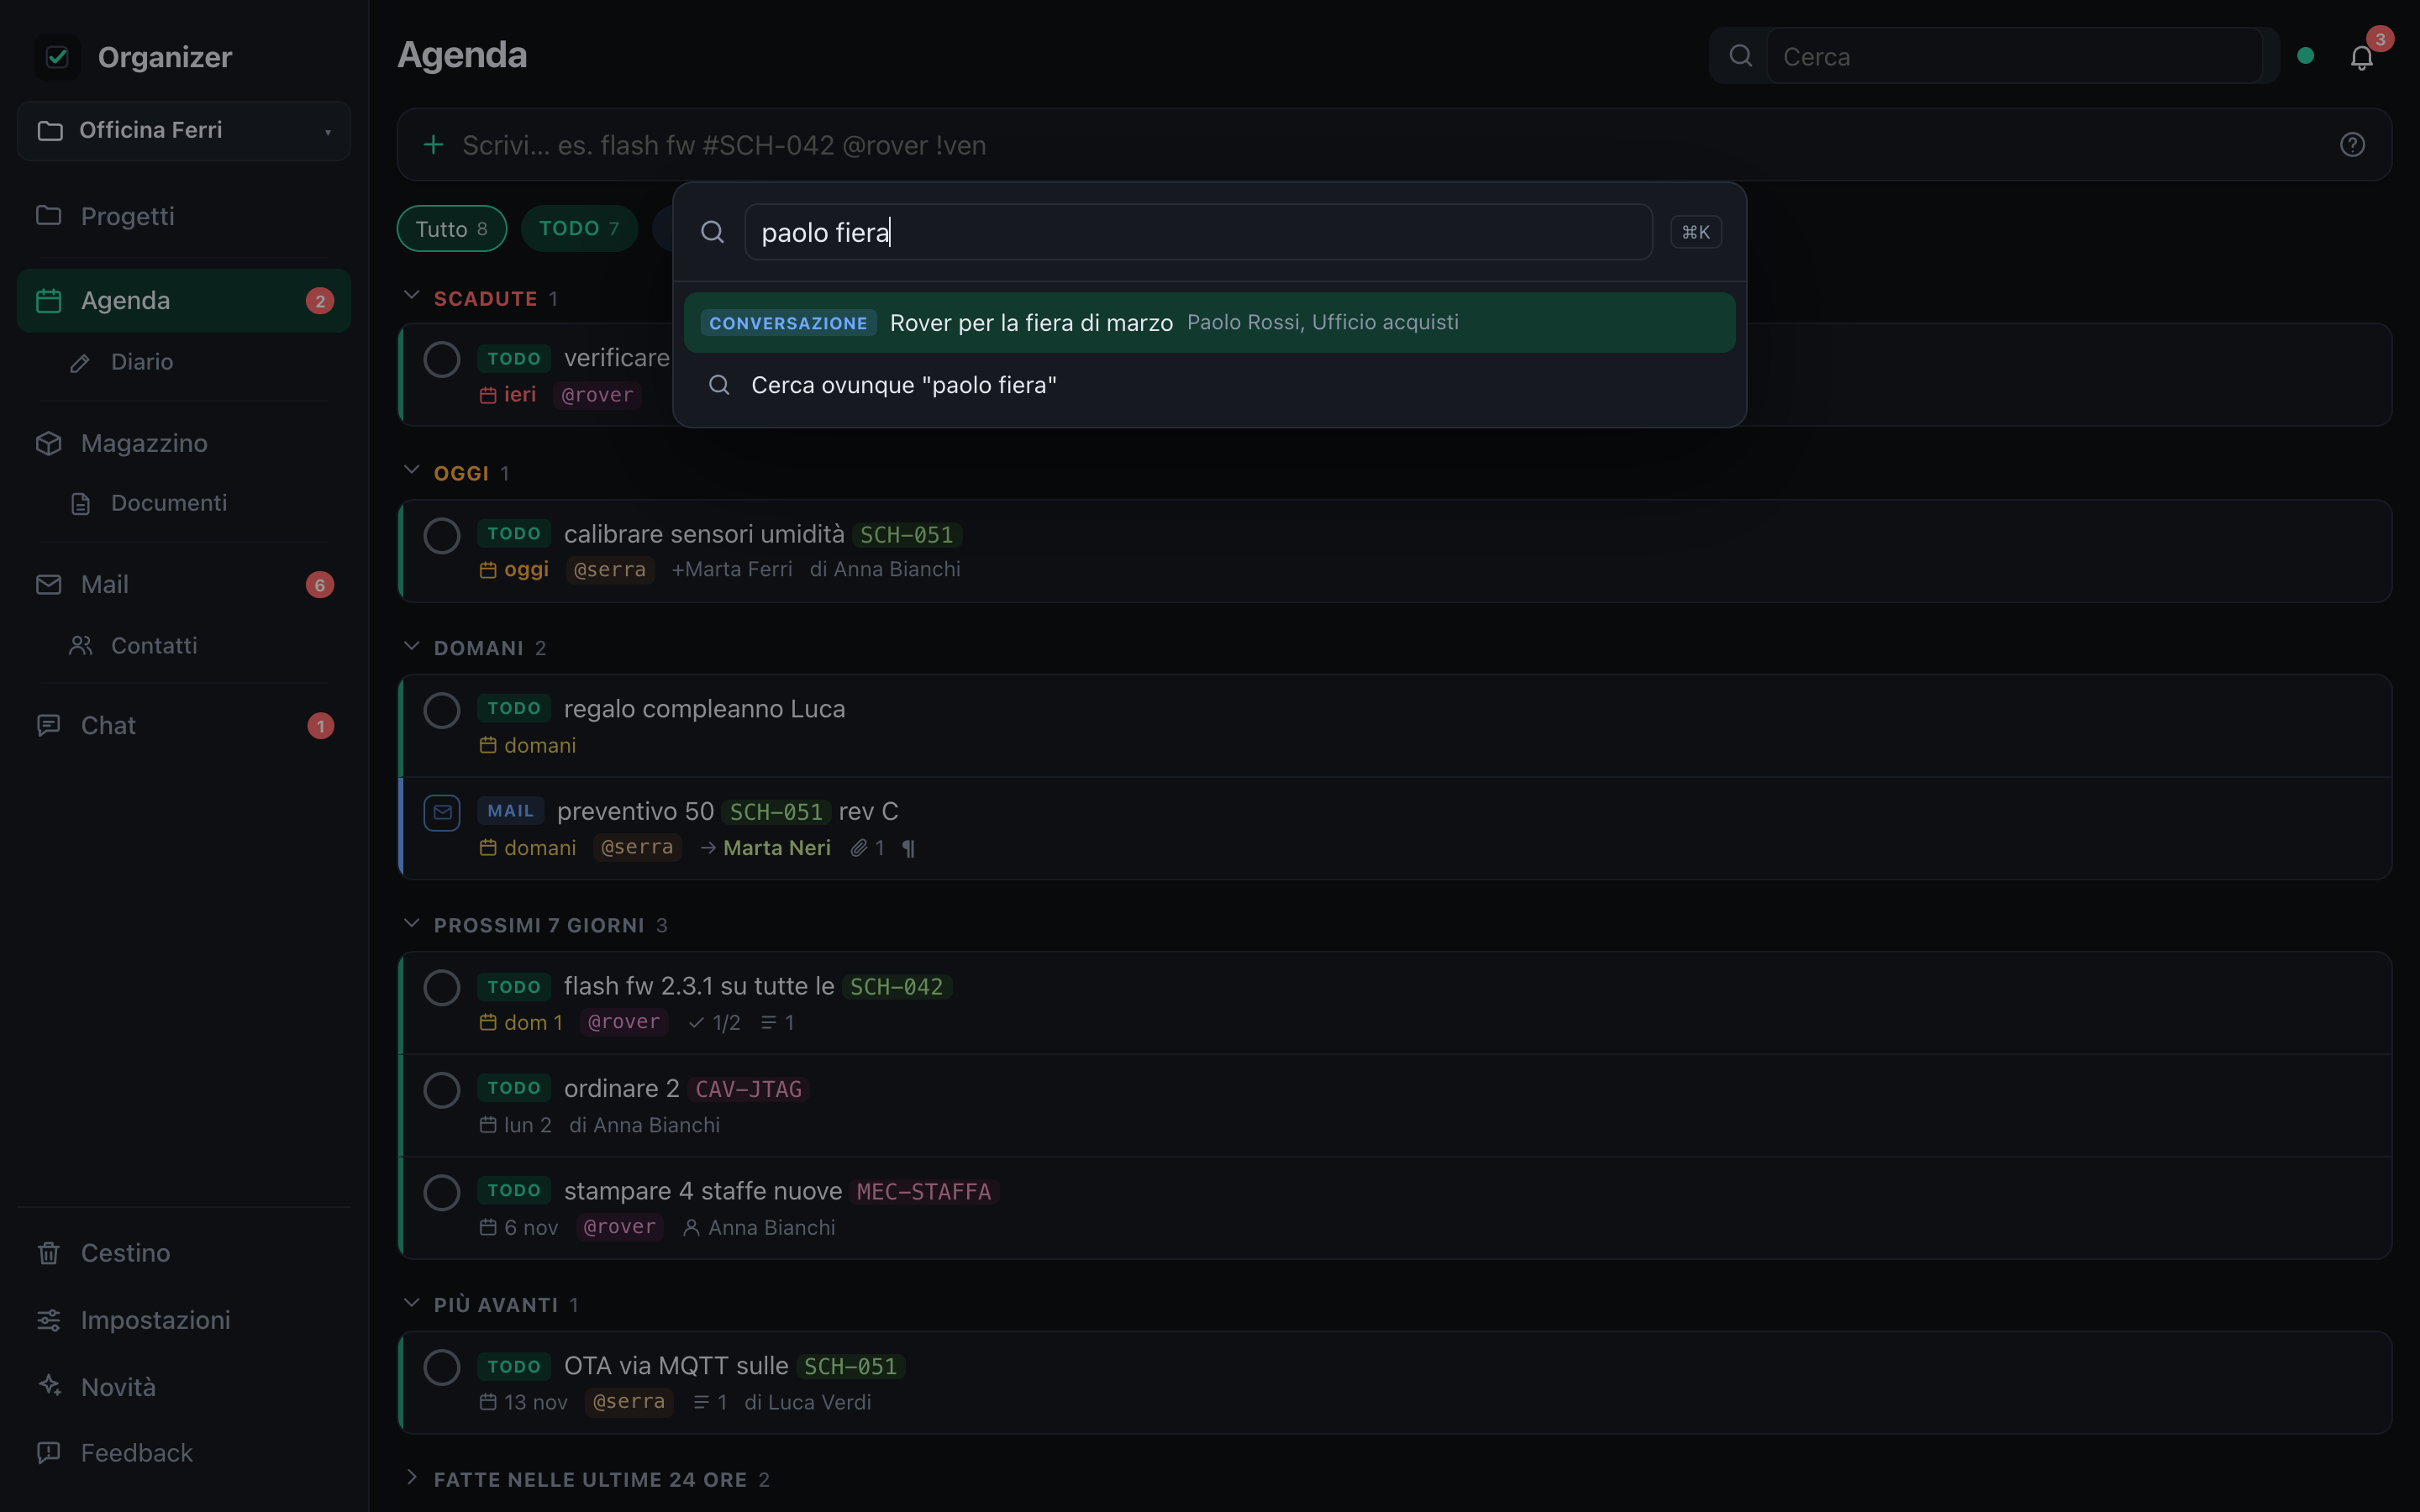 Organizer
Officina Ferri
Progetti
Agenda 2
Diario
Magazzino
Documenti
Mail 6
Contatti
Chat 1
Cestino
Impostazioni
Novità
Feedback
Agenda
Cerca
3
Scrivi... es. flash fw #SCH-042 @rover !ven
Tutto 8 TODO 7
paolo fiera ⌘K
CONVERSAZIONE Rover per la fiera di marzo Paolo Rossi, Ufficio acquisti
Cerca ovunque "paolo fiera"
SCADUTE 1
TODO verificare
ieri @rover
OGGI 1
TODO calibrare sensori umidità SCH-051
oggi @serra +Marta Ferri di Anna Bianchi
DOMANI 2
TODO regalo compleanno Luca
domani
MAIL preventivo 50 SCH-051 rev C
domani @serra → Marta Neri 1 ¶
PROSSIMI 7 GIORNI 3
TODO flash fw 2.3.1 su tutte le SCH-042
dom 1 @rover 1/2 1
TODO ordinare 2 CAV-JTAG
lun 2 di Anna Bianchi
TODO stampare 4 staffe nuove MEC-STAFFA
6 nov @rover Anna Bianchi
PIÙ AVANTI 1
TODO OTA via MQTT sulle SCH-051
13 nov @serra 1 di Luca Verdi
FATTE NELLE ULTIME 24 ORE 2